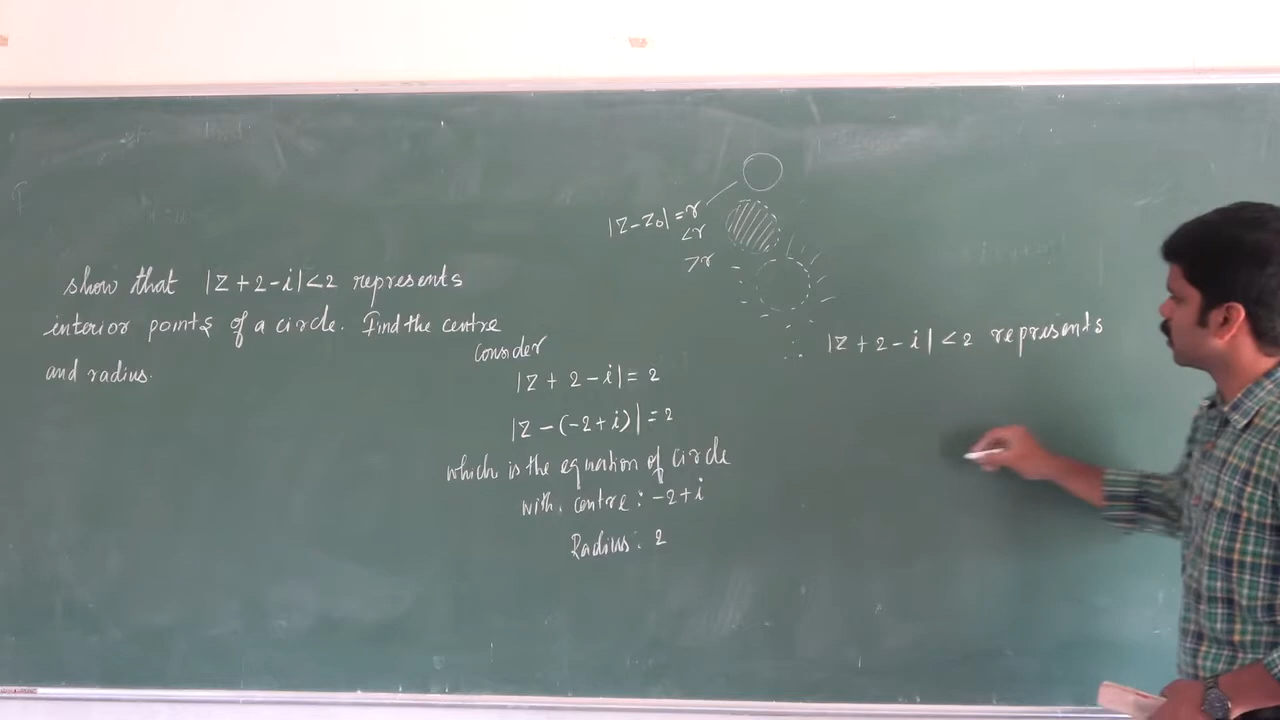 show that |z+2-i|<2 represents
interior points of a circle. Find the centre
and radius.
Consider
|z+2-i|=2
|z-(-2+i)|=2
which is the equation of circle
with, centre: -2+i
Radius: 2
|z-z₀|=r
<r
>r
∴ |z+2-i|<2 represents